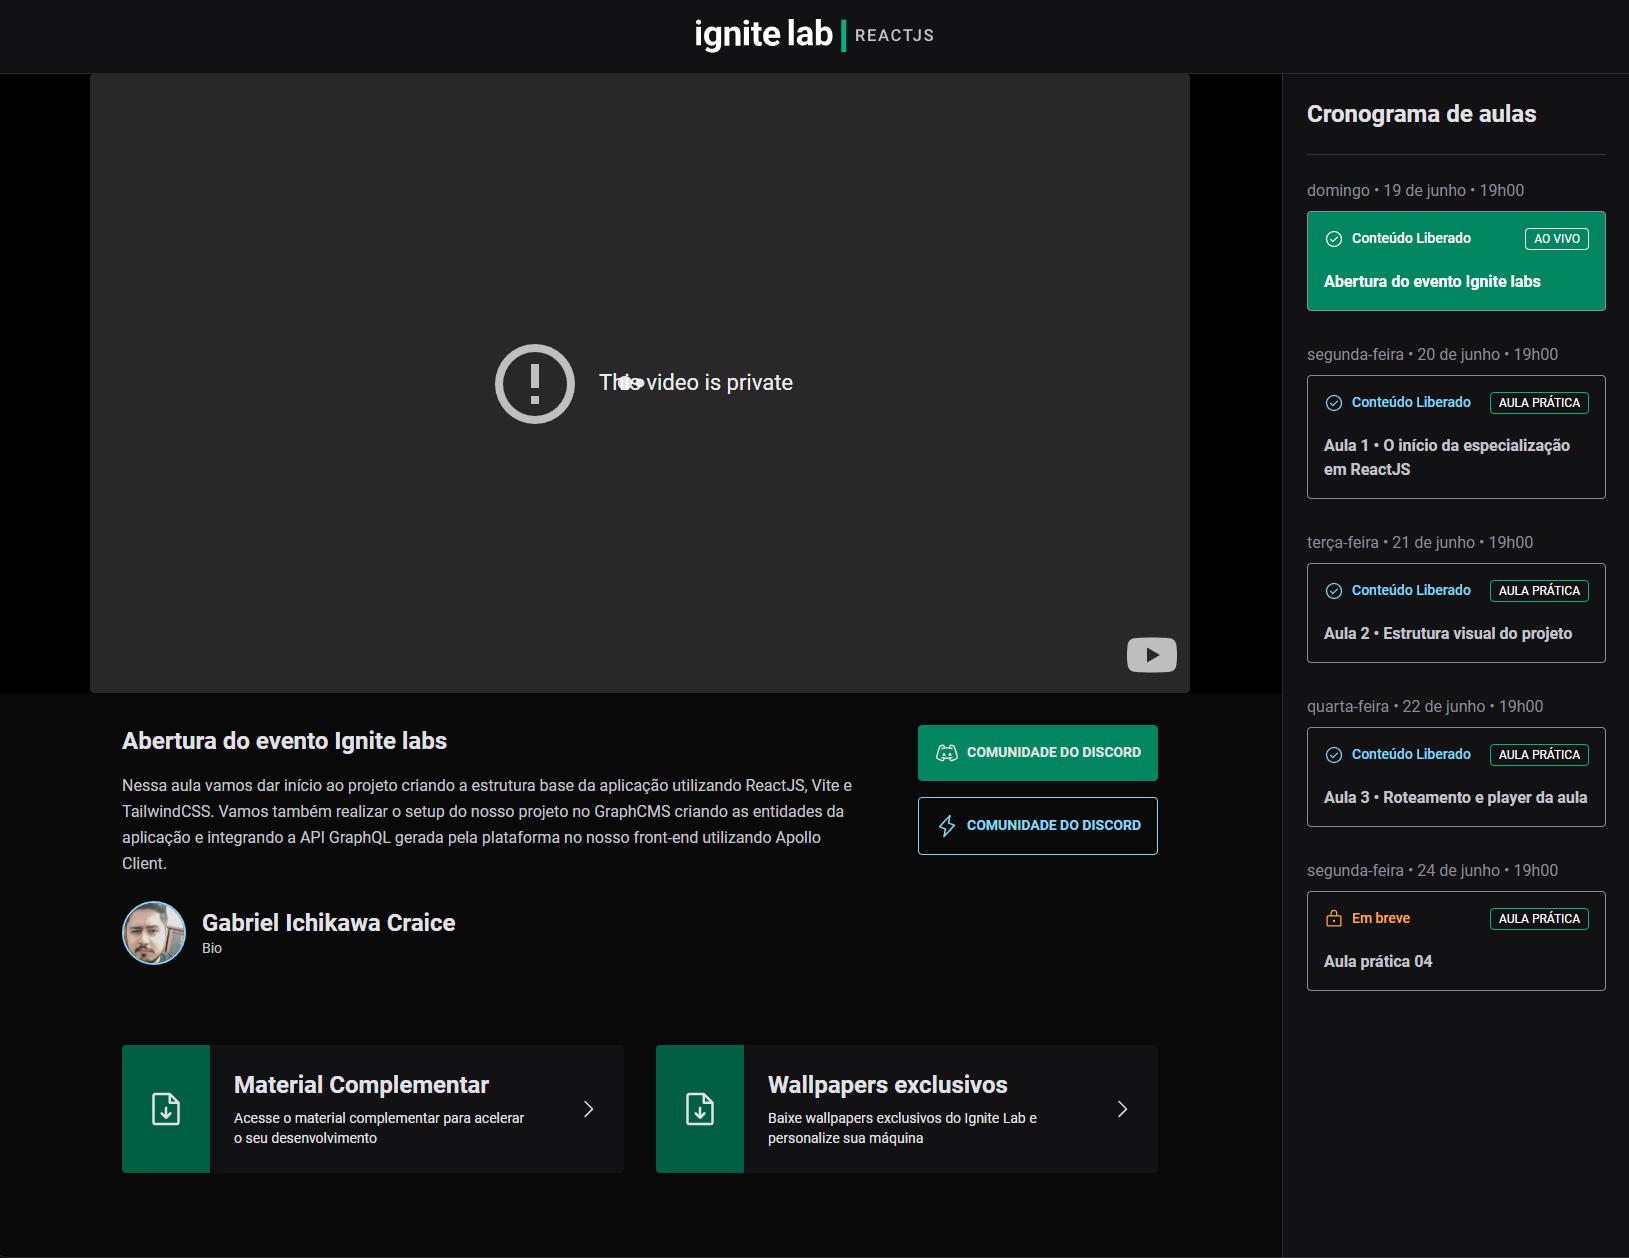 ignite lab REACTJS
This video is private
Abertura do evento Ignite labs
Nessa aula vamos dar início ao projeto criando a estrutura base da aplicação utilizando ReactJS, Vite e
TailwindCSS. Vamos também realizar o setup do nosso projeto no GraphCMS criando as entidades da
aplicação e integrando a API GraphQL gerada pela plataforma no nosso front-end utilizando Apollo
Client.
COMUNIDADE DO DISCORD
COMUNIDADE DO DISCORD
Gabriel Ichikawa Craice
Bio
Material Complementar
Acesse o material complementar para acelerar
o seu desenvolvimento
Wallpapers exclusivos
Baixe wallpapers exclusivos do Ignite Lab e
personalize sua máquina
Cronograma de aulas
domingo • 19 de junho • 19h00
Conteúdo Liberado AO VIVO
Abertura do evento Ignite labs
segunda-feira • 20 de junho • 19h00
Conteúdo Liberado AULA PRÁTICA
Aula 1 • O início da especialização
em ReactJS
terça-feira • 21 de junho • 19h00
Conteúdo Liberado AULA PRÁTICA
Aula 2 • Estrutura visual do projeto
quarta-feira • 22 de junho • 19h00
Conteúdo Liberado AULA PRÁTICA
Aula 3 • Roteamento e player da aula
segunda-feira • 24 de junho • 19h00
Em breve AULA PRÁTICA
Aula prática 04